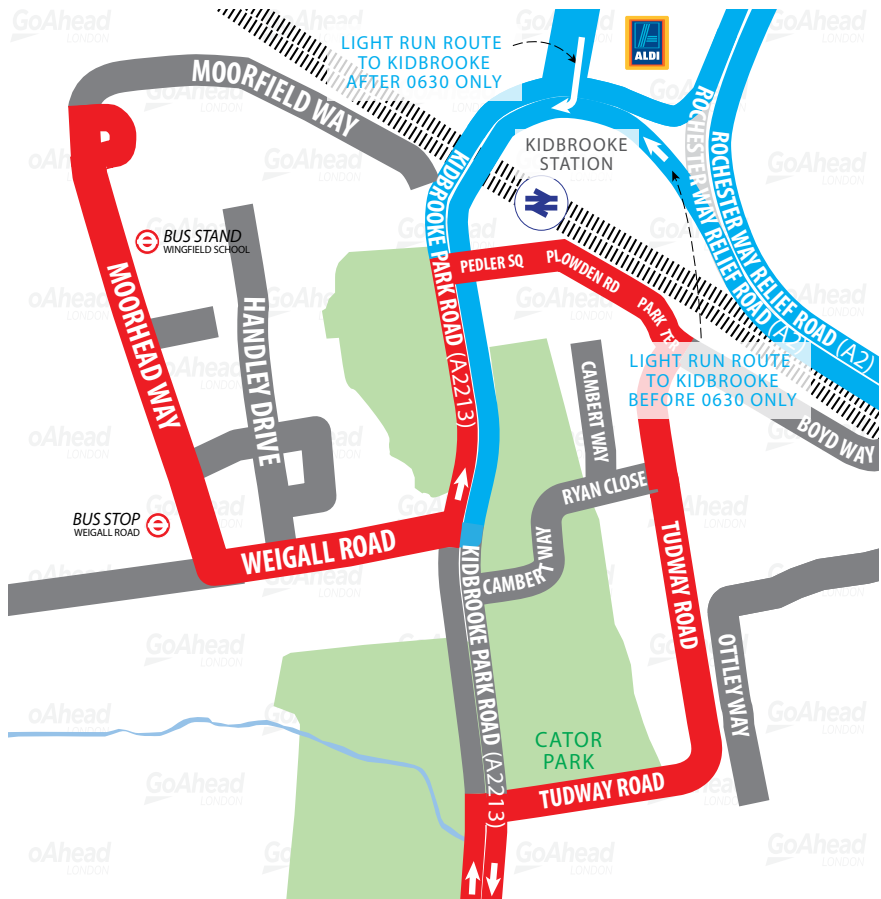 LIGHT RUN ROUTE
TO KIDBROOKE
AFTER 0630 ONLY
ALDI
MOORFIELD WAY
ROCHESTER WAY RELIEF ROAD (A2)
ROCHESTER WAY RELIEF ROAD (A2)
KIDBROOKE
STATION
KIDBROOKE PARK ROAD (A2213)
BUS STAND
WINGFIELD SCHOOL
PEDLER SQ
PLOWDEN RD
PARK TER
MOORHEAD WAY
HANDLEY DRIVE
LIGHT RUN ROUTE
TO KIDBROOKE
BEFORE 0630 ONLY
CAMBERT WAY
BOYD WAY
RYAN CLOSE
BUS STOP
WEIGALL ROAD
WEIGALL ROAD
CAMBERT WAY
KIDBROOKE PARK ROAD (A2213)
TUDWAY ROAD
OTTLEY WAY
CATOR
PARK
TUDWAY ROAD
GoAhead
LONDON